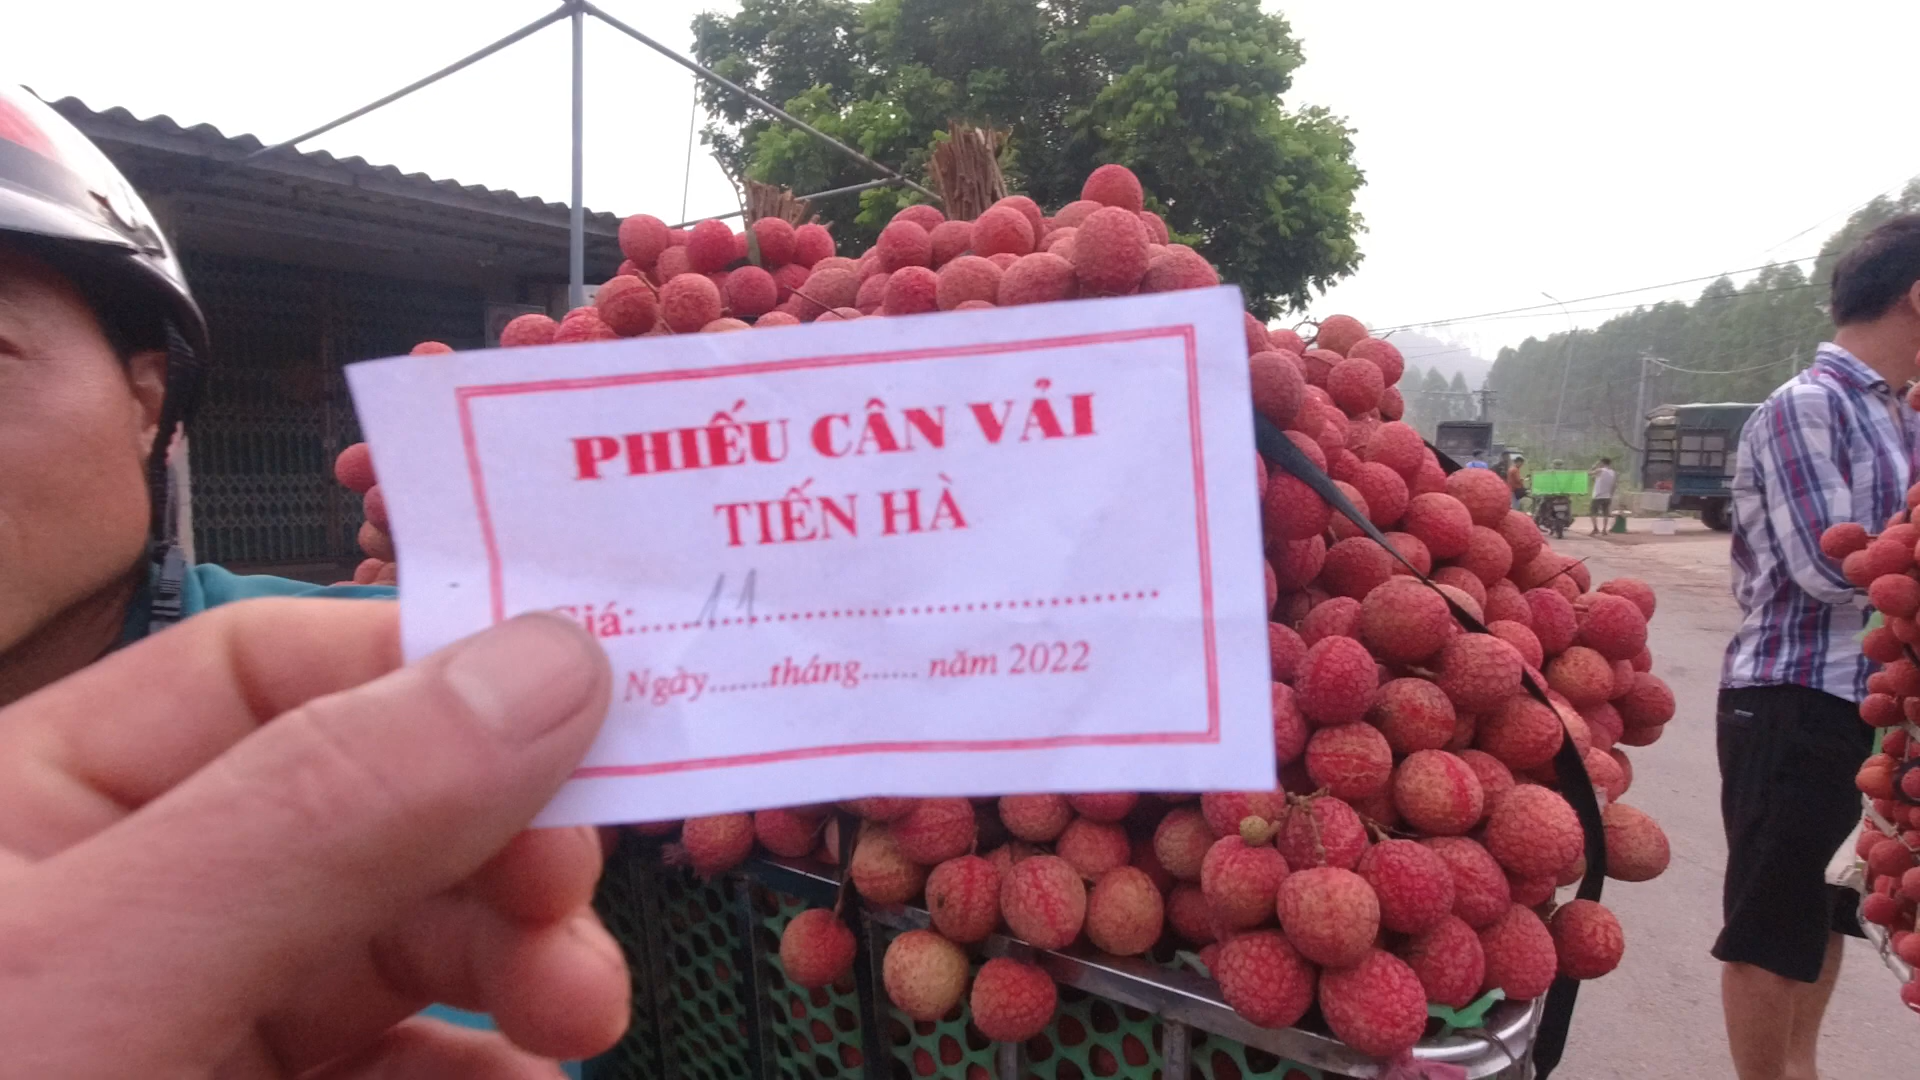 PHIẾU CÂN VẢI
TIẾN HÀ
Giá:.....11..............................
Ngày......tháng...... năm 2022